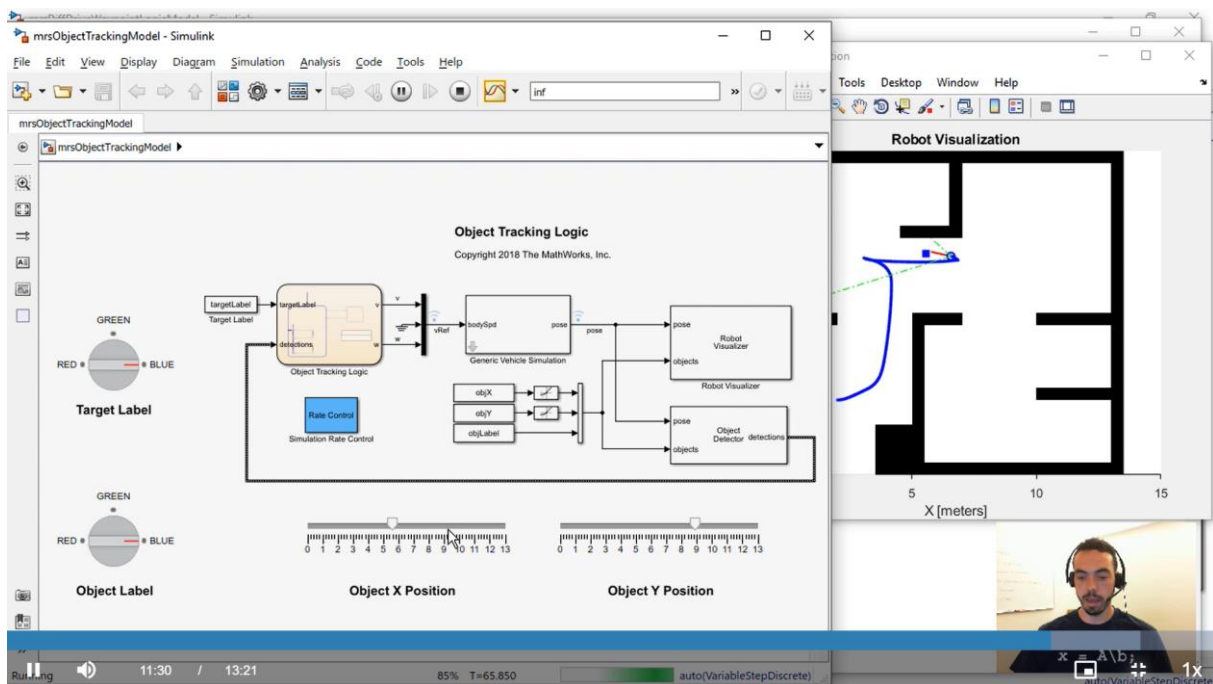 mrsObjectTrackingModel - Simulink
File Edit View Display Diagram Simulation Analysis Code Tools Help
inf
»
mrsObjectTrackingModel
mrsObjectTrackingModel
Tools Desktop Window Help
Robot Visualization
5 10 15
X [meters]
Object Tracking Logic
Copyright 2018 The MathWorks, Inc.
targetLabel
Target Label
targetLabel
detections
v
w
Object Tracking Logic
v
w
vRef
bodySpd
pose
Generic Vehicle Simulation
pose
pose
objects
Robot
Visualizer
Robot Visualizer
objX
objY
objLabel
pose
objects
Object
Detector
detections
Rate Control
Simulation Rate Control
GREEN
RED
BLUE
Target Label
GREEN
RED
BLUE
Object Label
0 1 2 3 4 5 6 7 8 9 10 11 12 13
Object X Position
0 1 2 3 4 5 6 7 8 9 10 11 12 13
Object Y Position
x = A\b;
11:30 / 13:21
1x
85% T=65.850
auto(VariableStepDiscrete)
auto(VariableStepDiscrete)